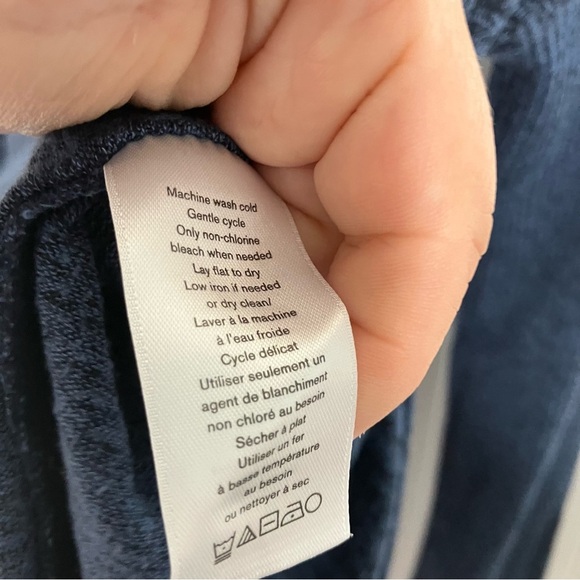 Machine wash cold
Gentle cycle
Only non-chlorine
bleach when needed
Lay flat to dry
Low iron if needed
or dry clean/
Laver à la machine
à l'eau froide
Cycle délicat
Utiliser seulement un
agent de blanchiment
non chloré au besoin
Sécher à plat
Utiliser un fer
à basse température
au besoin
ou nettoyer à sec